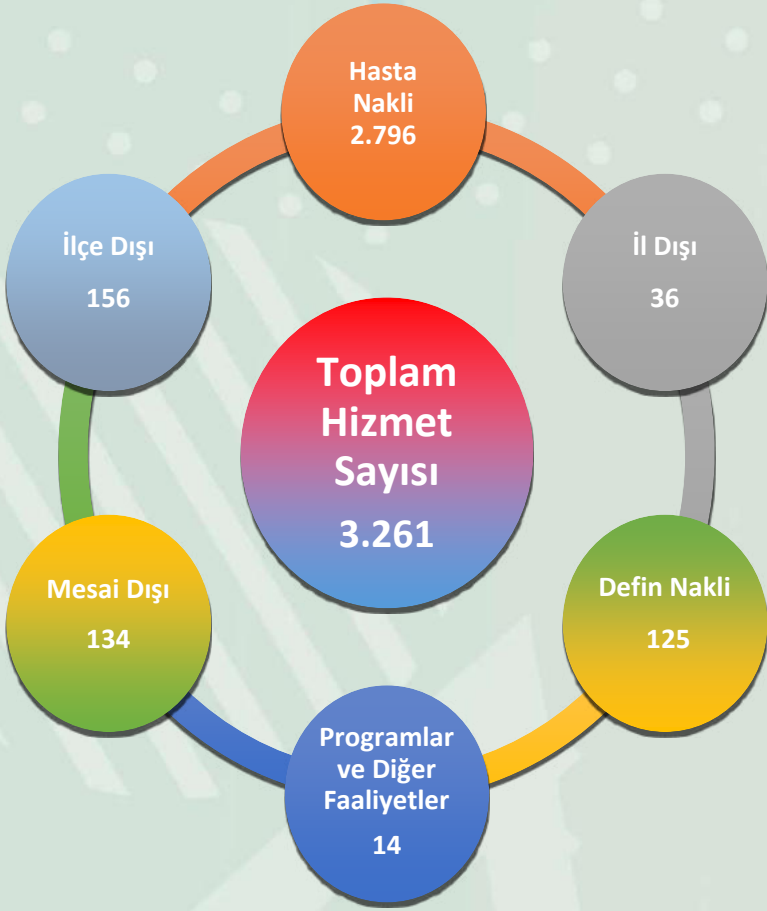 Hasta
Nakli
2.796
İlçe Dışı
156
İl Dışı
36
Toplam
Hizmet
Sayısı
3.261
Mesai Dışı
134
Defin Nakli
125
Programlar
ve Diğer
Faaliyetler
14